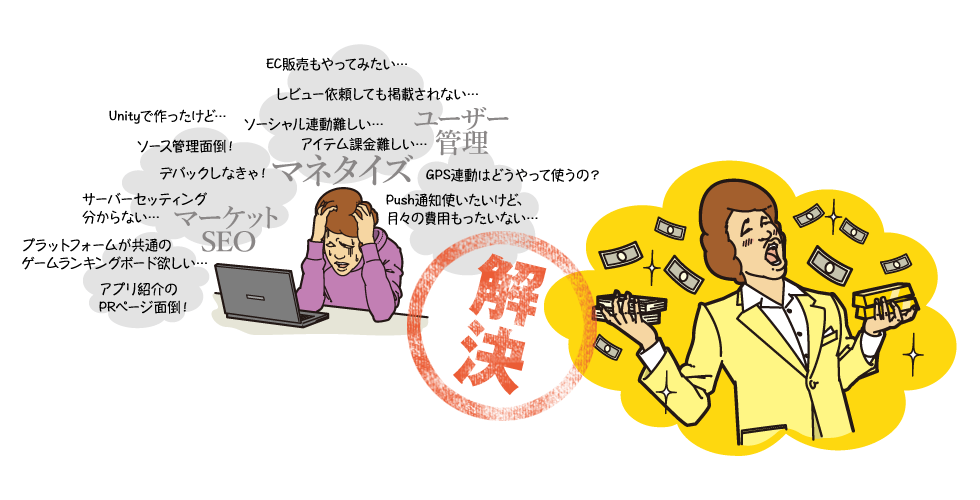 EC販売もやってみたい…
レビュー依頼しても掲載されない…
Unityで作ったけど…
ソーシャル連動難しい…
ユーザー
管理
ソース管理面倒!
アイテム課金難しい…
デバックしなきゃ!
マネタイズ
GPS連動はどうやって使うの？
サーバーセッティング
分からない…
マーケット
SEO
Push通知使いたいけど、
月々の費用もったいない…
プラットフォームが共通の
ゲームランキングボード欲しい…
アプリ紹介の
PRページ面倒!
解
決